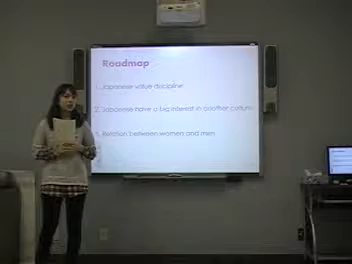 Roadmap
1. Japanese value discipline
2. Japanese have a big interest in another culture
3. Relation between women and men